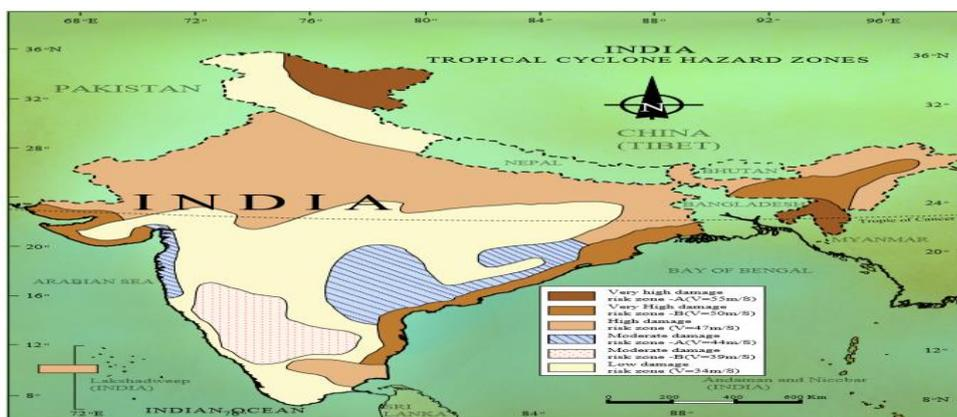 68°E 72° 76° 80° 84° 88° 92° 96°E
36°N
36°
INDIA
TROPICAL CYCLONE HAZARD ZONES
PAKISTAN
32°
N
32
CHINA
(TIBET)
28°
28
NEPAL
BHUTAN
INDIA
BANGLADESH
24°
24
Tropic of Cancer
MYANMAR
20°
20
ARABIAN SEA
BAY OF BENGAL
16°
16
Very high damage
risk zone -A(V=55m/S)
Very High damage
risk zone -B(V=50m/S)
High damage
risk zone (V=47m/S)
Moderate damage
risk zone -A(V=44m/S)
Moderate damage
risk zone -B(V=39m/S)
Low damage
risk zone (V=34m/S)
12°
12
Lakshadweep
(INDIA)
Andaman and Nicobar
(INDIA)
8°
8
0 200 400 600 Km
72°E
INDIAN OCEAN
SRI
LANKA
84
88